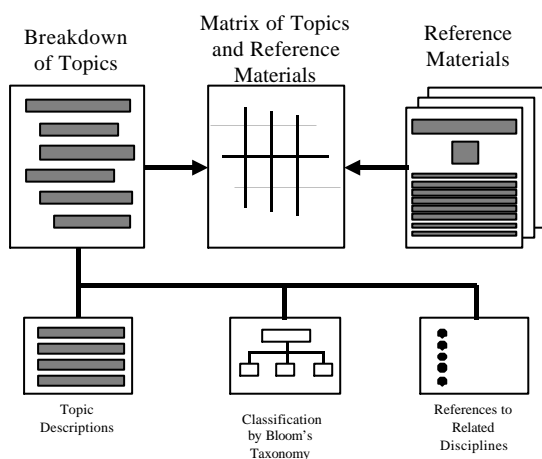 Breakdown
of Topics
Matrix of Topics
and Reference
Materials
Reference
Materials
Topic
Descriptions
Classification
by Bloom's
Taxonomy
References to
Related
Disciplines